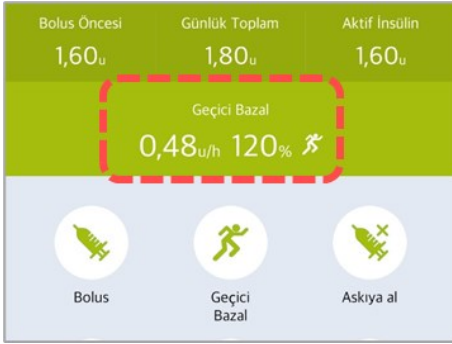 Bolus Öncesi Günlük Toplam Aktif İnsülin
1,60u 1,80u 1,60u
Geçici Bazal
0,48u/h 120%
Bolus Geçici Bazal Askıya al